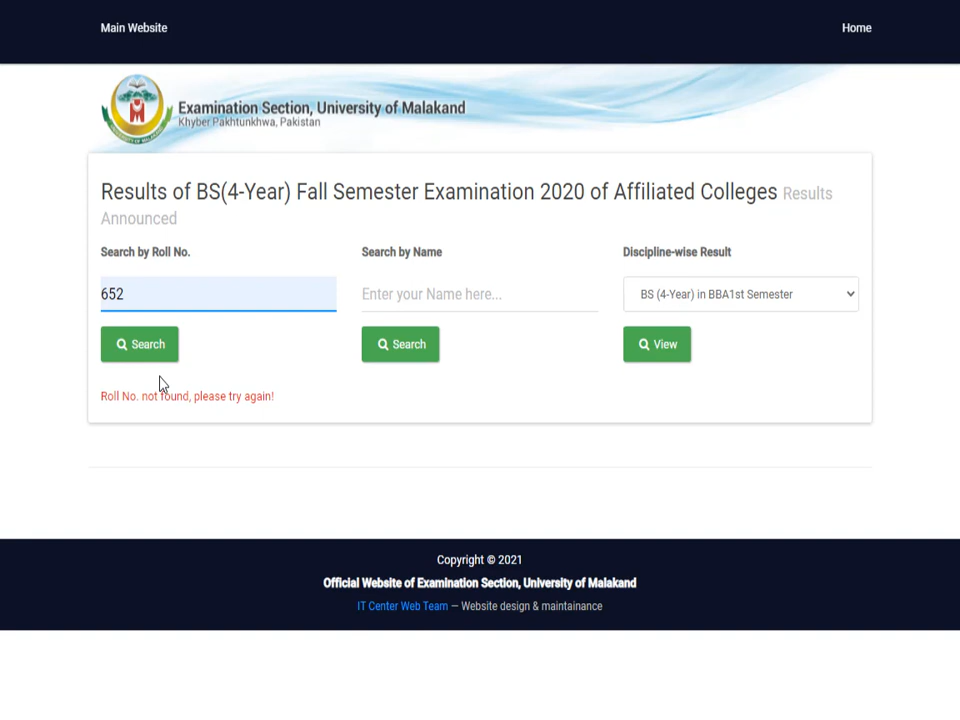 Main Website
Home
Examination Section, University of Malakand
Khyber Pakhtunkhwa, Pakistan
Results of BS(4-Year) Fall Semester Examination 2020 of Affiliated Colleges Results
Announced
Search by Roll No.
Search by Name
Discipline-wise Result
652
Enter your Name here...
BS (4-Year) in BBA1st Semester
Search
Search
View
Roll No. not found, please try again!
Copyright © 2021
Official Website of Examination Section, University of Malakand
IT Center Web Team — Website design & maintainance